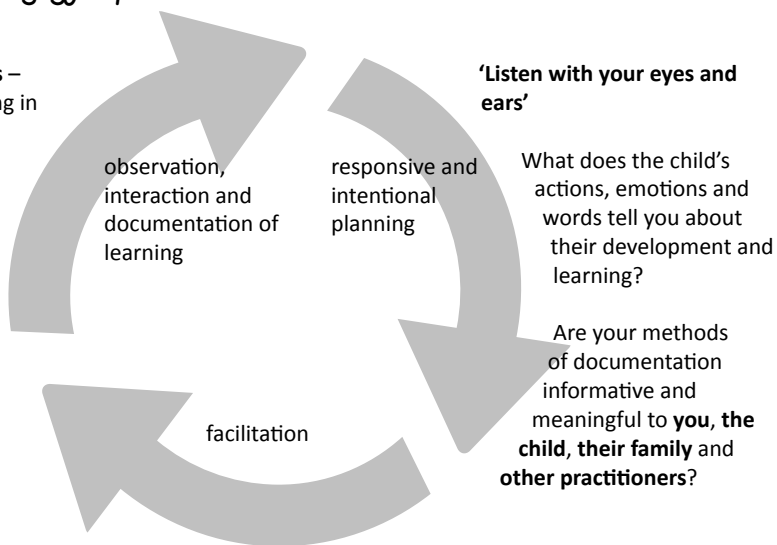 s –
g in
observation,
interaction and
documentation of
learning
responsive and
intentional
planning
facilitation
‘Listen with your eyes and
ears’
What does the child’s
actions, emotions and
words tell you about
their development and
learning?
Are your methods
of documentation
informative and
meaningful to you, the
child, their family and
other practitioners?